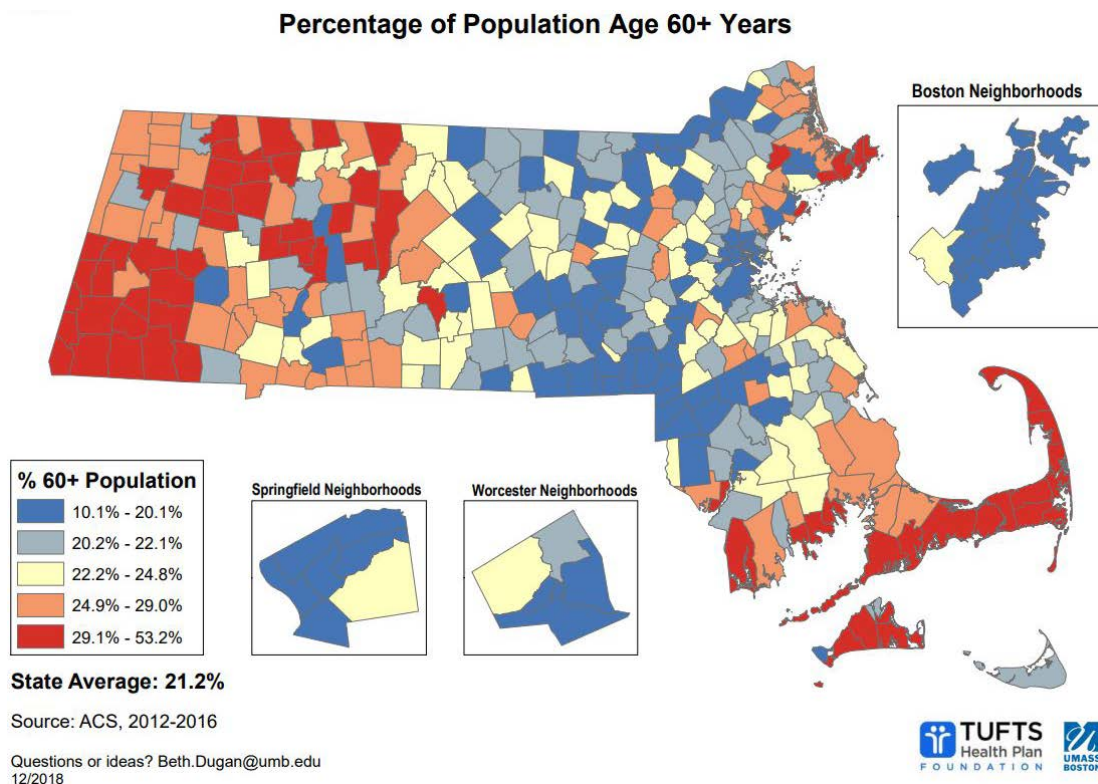 Percentage of Population Age 60+ Years
Boston Neighborhoods
% 60+ Population
10.1% - 20.1%
20.2% - 22.1%
22.2% - 24.8%
24.9% - 29.0%
29.1% - 53.2%
Springfield Neighborhoods
Worcester Neighborhoods
State Average: 21.2%
Source: ACS, 2012-2016
Questions or ideas? Beth.Dugan@umb.edu
12/2018
TUFTS
Health Plan
FOUNDATION
UMASS
BOSTON